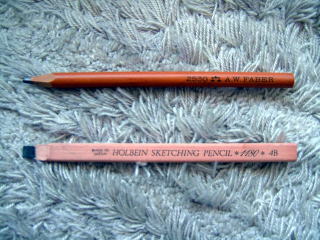 2530 A.W. FABER
HOLBEIN SKETCHING PENCIL * 1180 * 4B